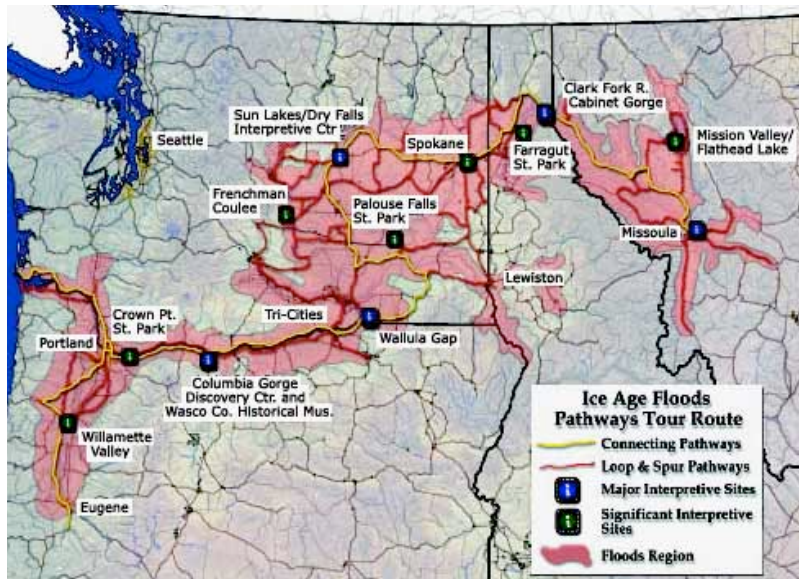 Clark Fork R.
Cabinet Gorge
Sun Lakes/Dry Falls
Interpretive Ctr
Seattle
Spokane
Farragut
St. Park
Mission Valley/
Flathead Lake
Frenchman
Coulee
Palouse Falls
St. Park
Missoula
Lewiston
Crown Pt.
St. Park
Tri-Cities
Portland
Wallula Gap
Columbia Gorge
Discovery Ctr. and
Wasco Co. Historical Mus.
Willamette
Valley
Eugene
Ice Age Floods
Pathways Tour Route
Connecting Pathways
Loop & Spur Pathways
i Major Interpretive Sites
i Significant Interpretive
Sites
Floods Region